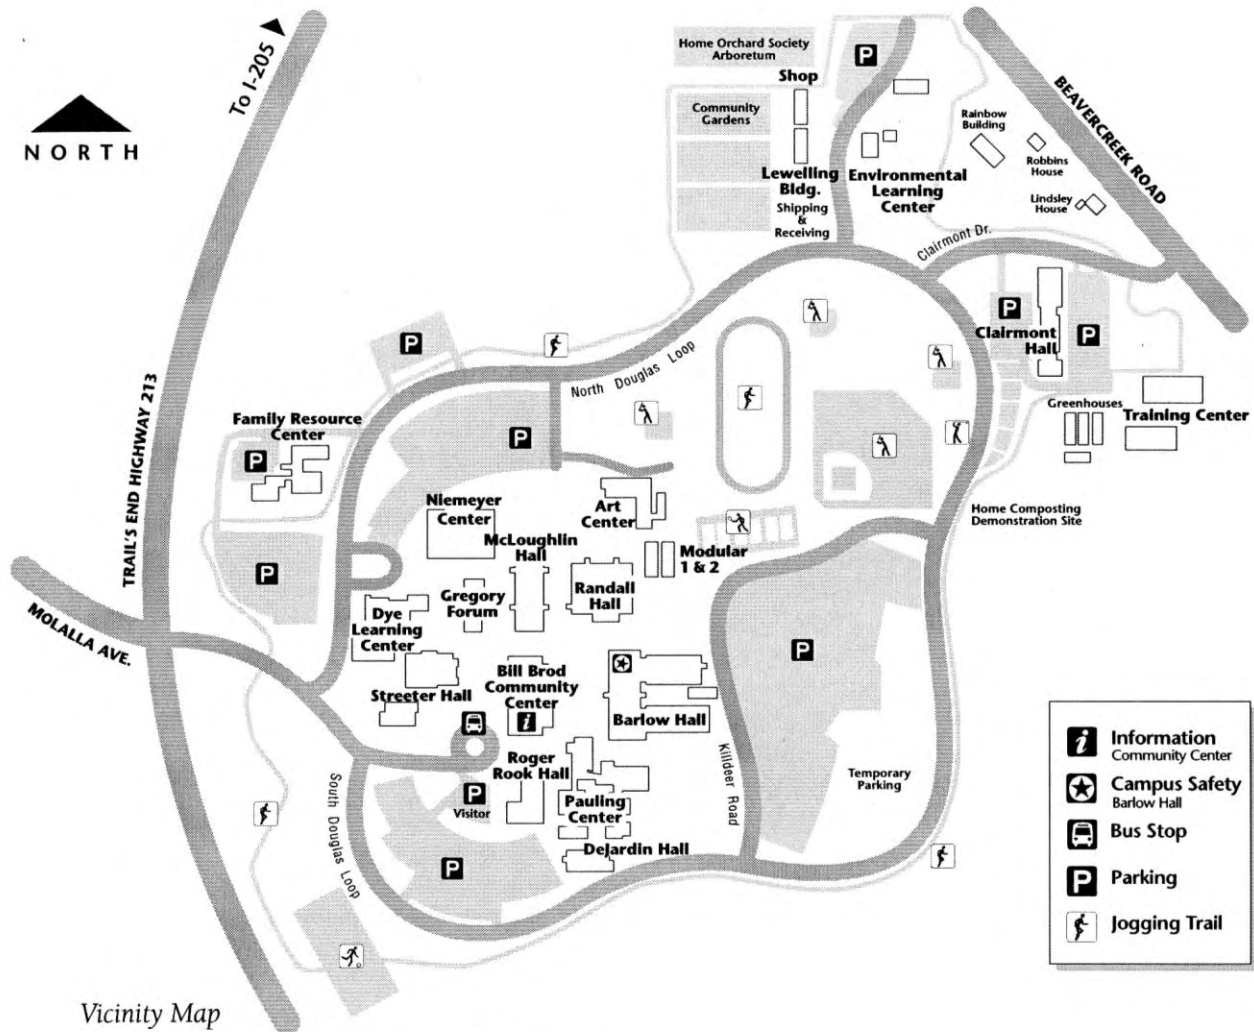 To I-205
NORTH
Home Orchard Society
Arboretum
P
Shop
Community
Gardens
Lewelling
Bldg.
Shipping
&
Receiving
Environmental
Learning
Center
Rainbow
Building
Robbins
House
Lindsley
House
BEAVERCREEK ROAD
Clairmont Dr.
P
Clairmont
Hall
P
Greenhouses
Training Center
Home Composting
Demonstration Site
North Douglas Loop
P
P
Family Resource
Center
P
TRAIL'S END HIGHWAY 213
P
MOLALLA AVE.
Niemeyer
Center
Art
Center
McLoughlin
Hall
Modular
1 & 2
Gregory
Forum
Randall
Hall
Dye
Learning
Center
Streeter Hall
Bill Brod
Community
Center
i
Barlow Hall
P
Killdeer Road
Temporary
Parking
Roger
Rook Hall
P
Visitor
Pauling
Center
DeJardin Hall
P
South Douglas Loop
i Information
Community Center
Campus Safety
Barlow Hall
Bus Stop
P Parking
Jogging Trail
Vicinity Map